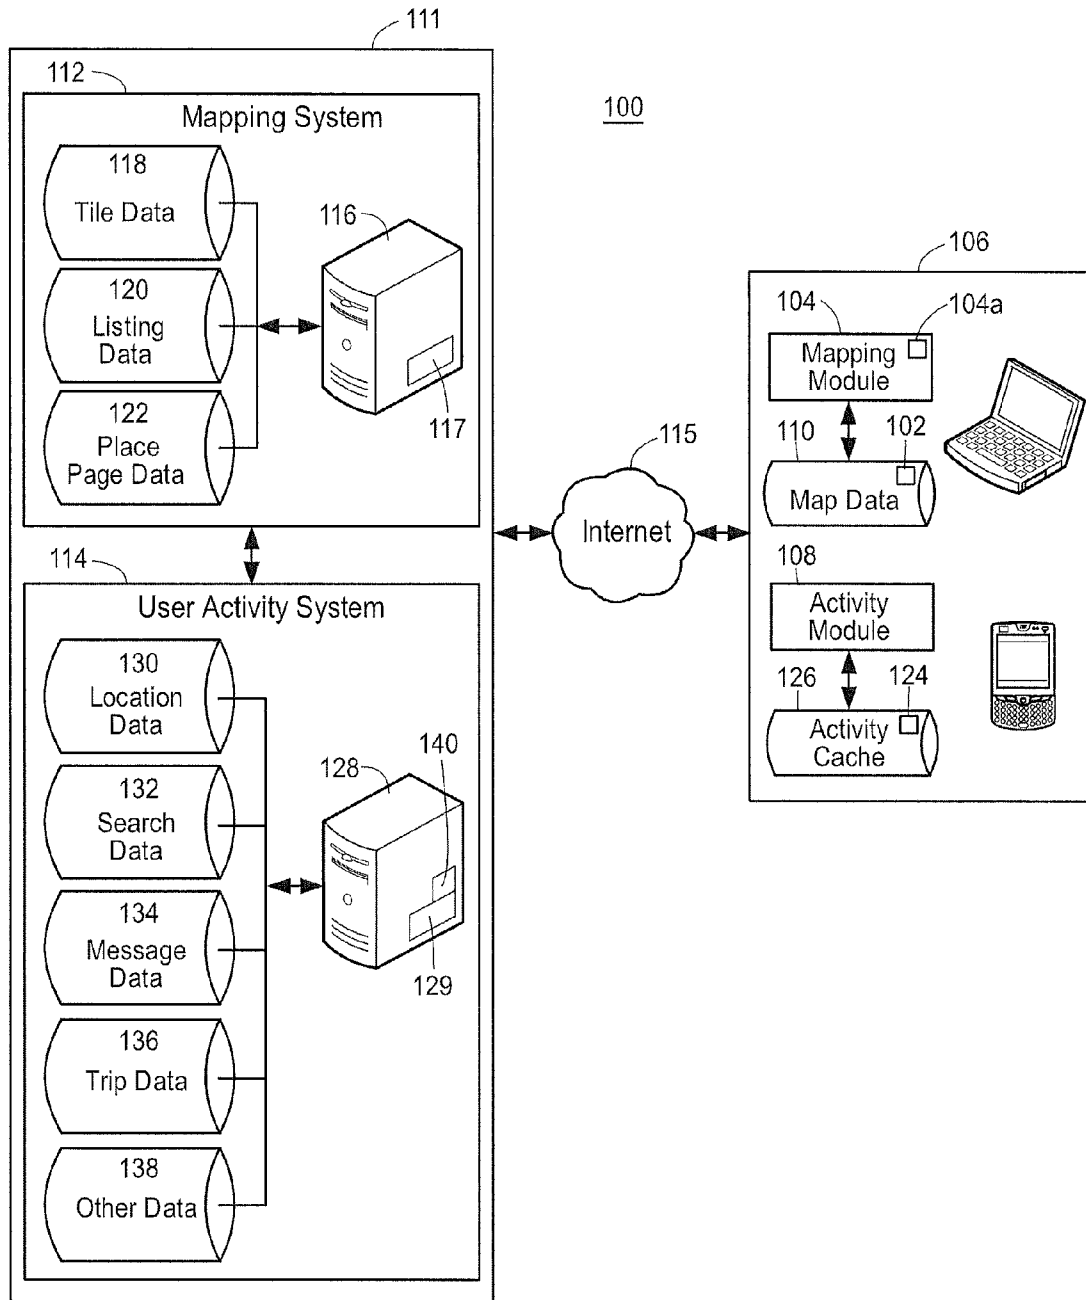 111
112
100
Mapping System
118
Tile Data
116
120
Listing
Data
122
Place
Page Data
117
106
104
104a
Mapping
Module
110
102
Map Data
115
Internet
108
Activity
Module
126
124
Activity
Cache
114
User Activity System
130
Location
Data
132
Search
Data
128
140
134
Message
Data
129
136
Trip Data
138
Other Data